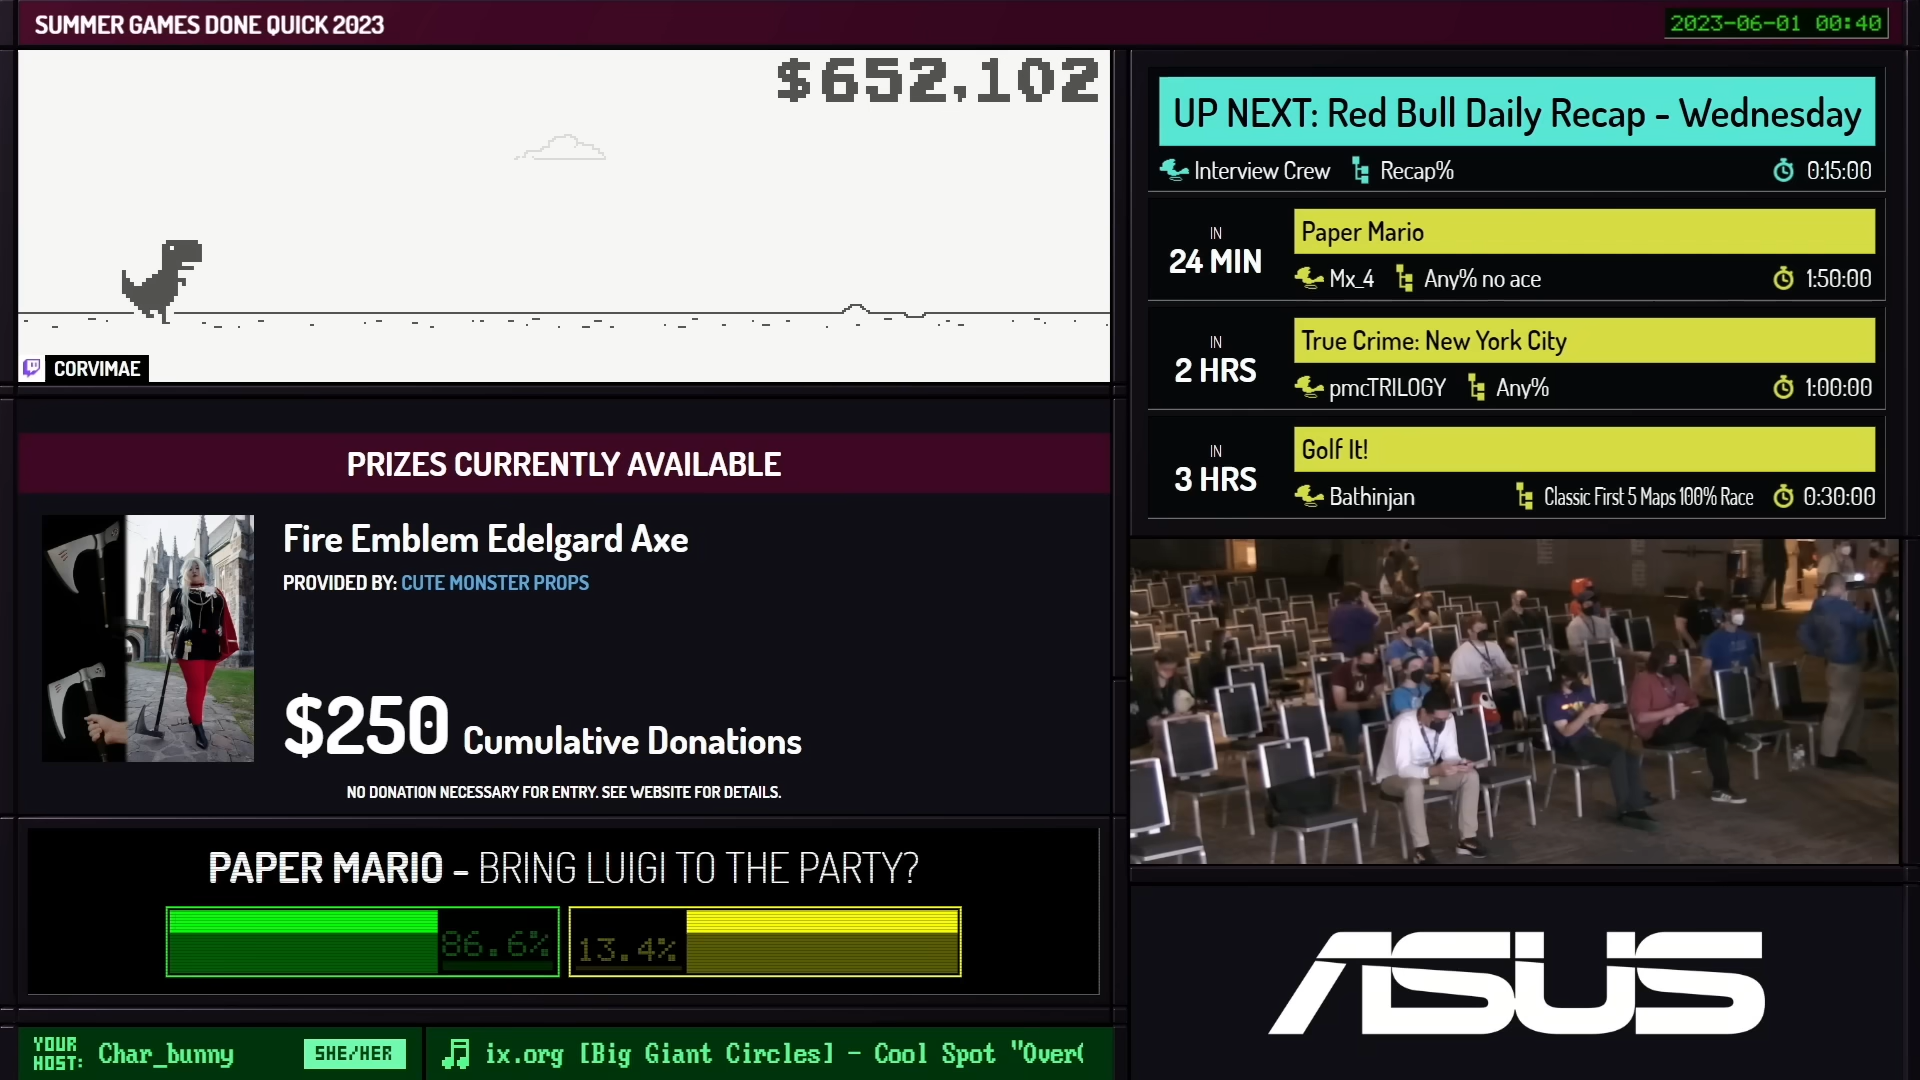 SUMMER GAMES DONE QUICK 2023
2023-06-01 00:40
$652,102
CORVIMAE
UP NEXT: Red Bull Daily Recap - Wednesday
Interview Crew Recap% 0:15:00
IN 24 MIN
Paper Mario
Mx_4 Any% no ace 1:50:00
IN 2 HRS
True Crime: New York City
pmcTRILOGY Any% 1:00:00
IN 3 HRS
Golf It!
Bathinjan Classic First 5 Maps 100% Race 0:30:00
PRIZES CURRENTLY AVAILABLE
Fire Emblem Edelgard Axe
PROVIDED BY: CUTE MONSTER PROPS
$250 Cumulative Donations
NO DONATION NECESSARY FOR ENTRY. SEE WEBSITE FOR DETAILS.
PAPER MARIO - BRING LUIGI TO THE PARTY?
86.6% 13.4%
YOUR HOST: Char_bunny SHE/HER
ix.org [Big Giant Circles] - Cool Spot "Over
ASUS